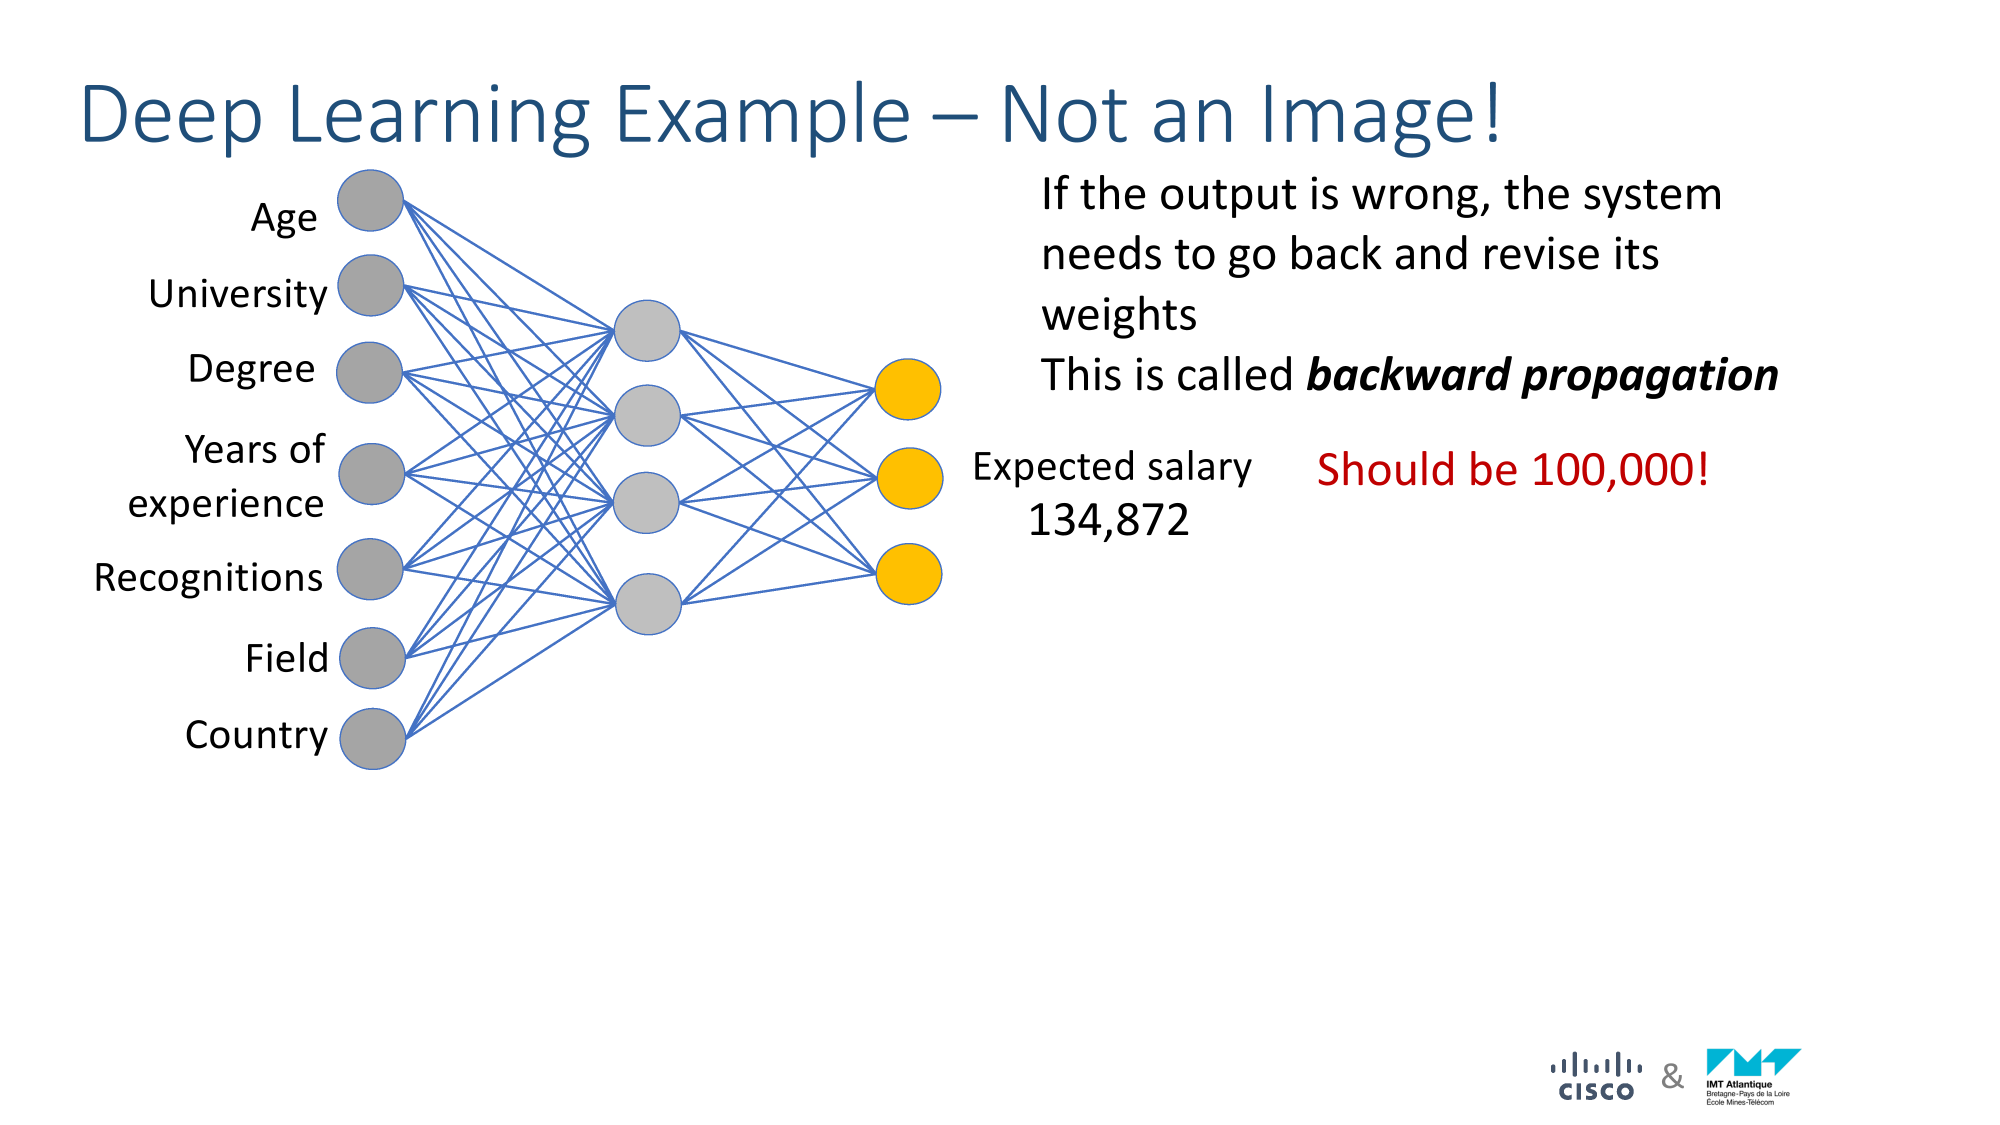 Deep Learning Example – Not an Image!
Age
University
Degree
Years of
experience
Recognitions
Field
Country
If the output is wrong, the system
needs to go back and revise its
weights
This is called backward propagation
Expected salary
134,872
Should be 100,000!
CISCO
&
IMT Atlantique
Bretagne-Pays de la Loire
École Mines-Télécom